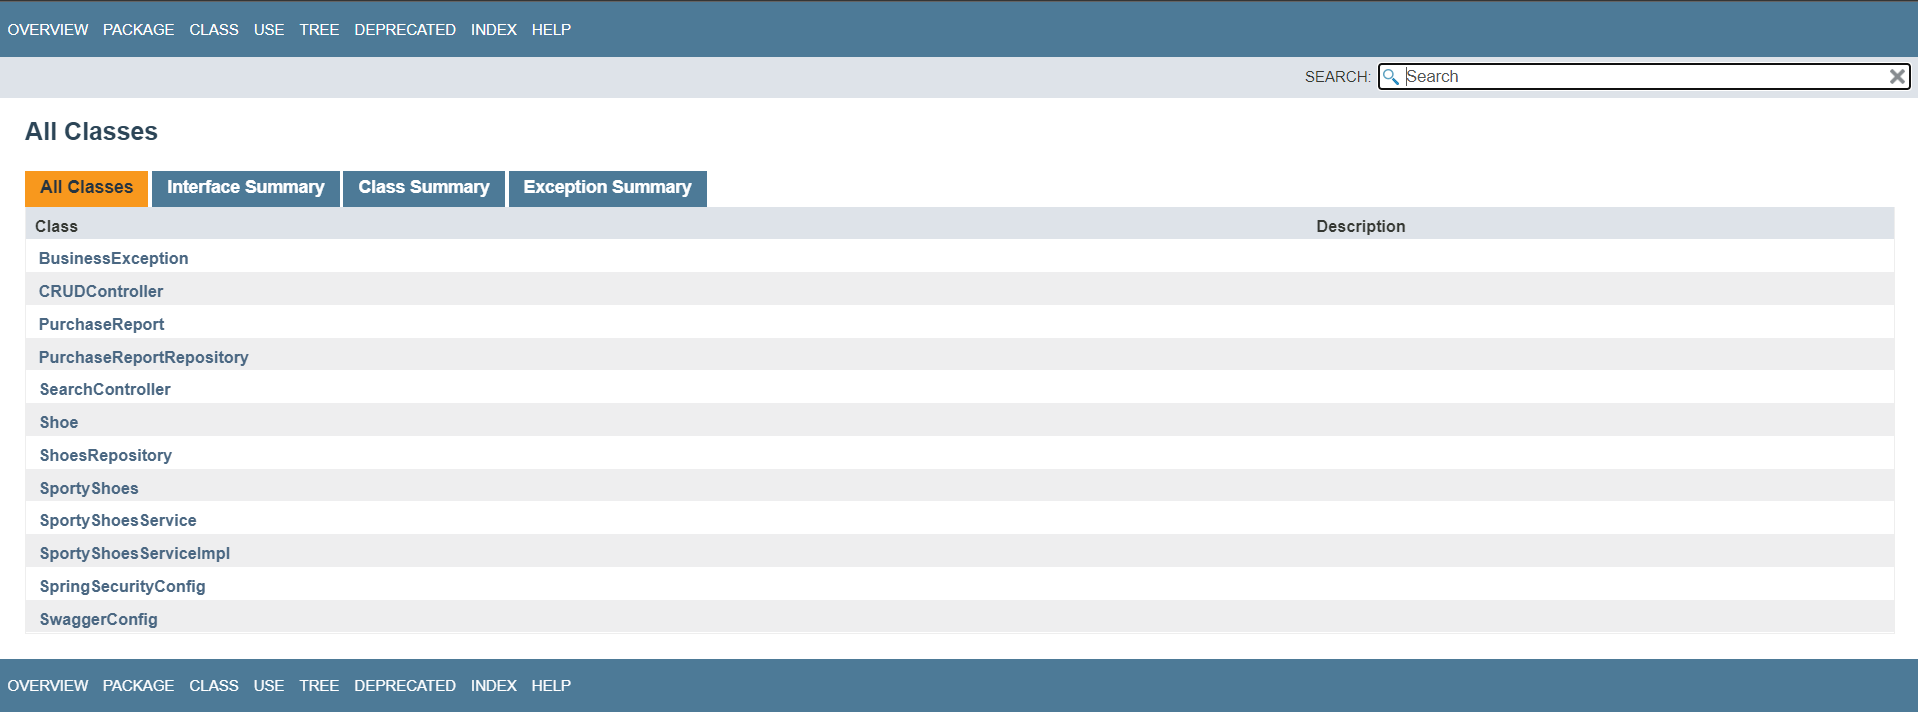 OVERVIEW PACKAGE CLASS USE TREE DEPRECATED INDEX HELP
SEARCH: Search
All Classes
All Classes Interface Summary Class Summary Exception Summary
Class Description
BusinessException
CRUDController
PurchaseReport
PurchaseReportRepository
SearchController
Shoe
ShoesRepository
SportyShoes
SportyShoesService
SportyShoesServiceImpl
SpringSecurityConfig
SwaggerConfig
OVERVIEW PACKAGE CLASS USE TREE DEPRECATED INDEX HELP